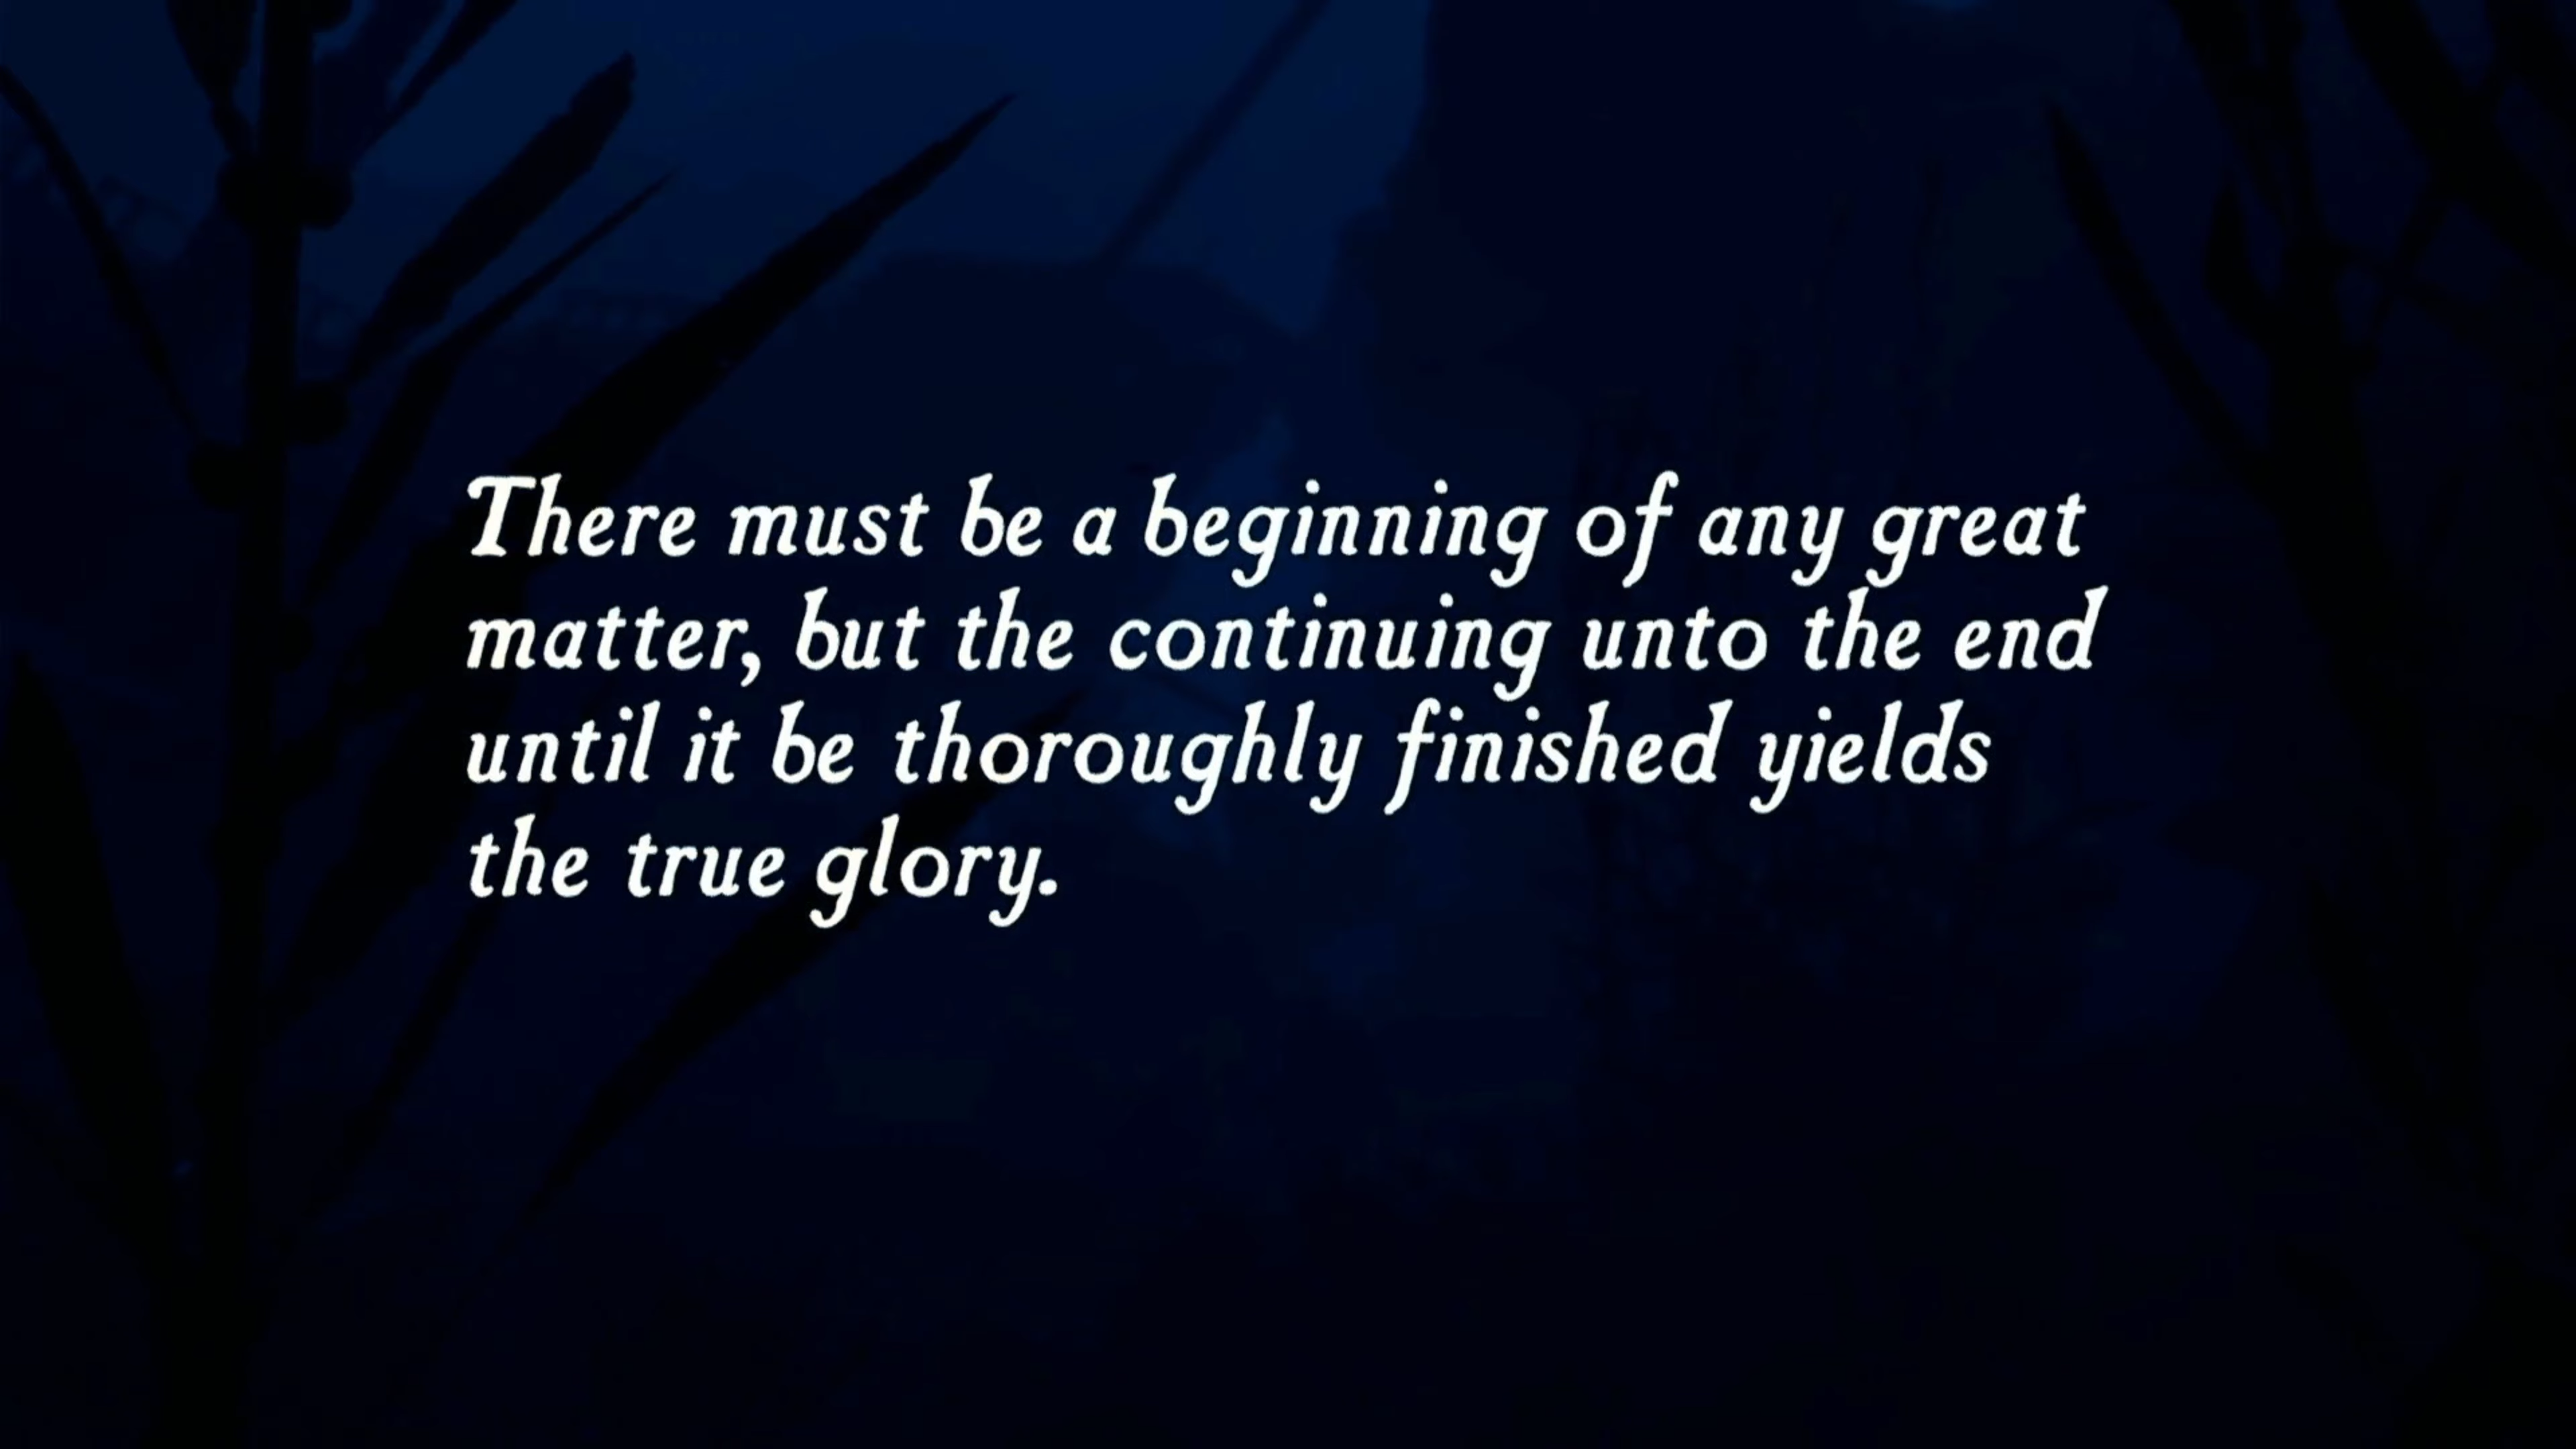 There must be a beginning of any great
matter, but the continuing unto the end
until it be thoroughly finished yields
the true glory.